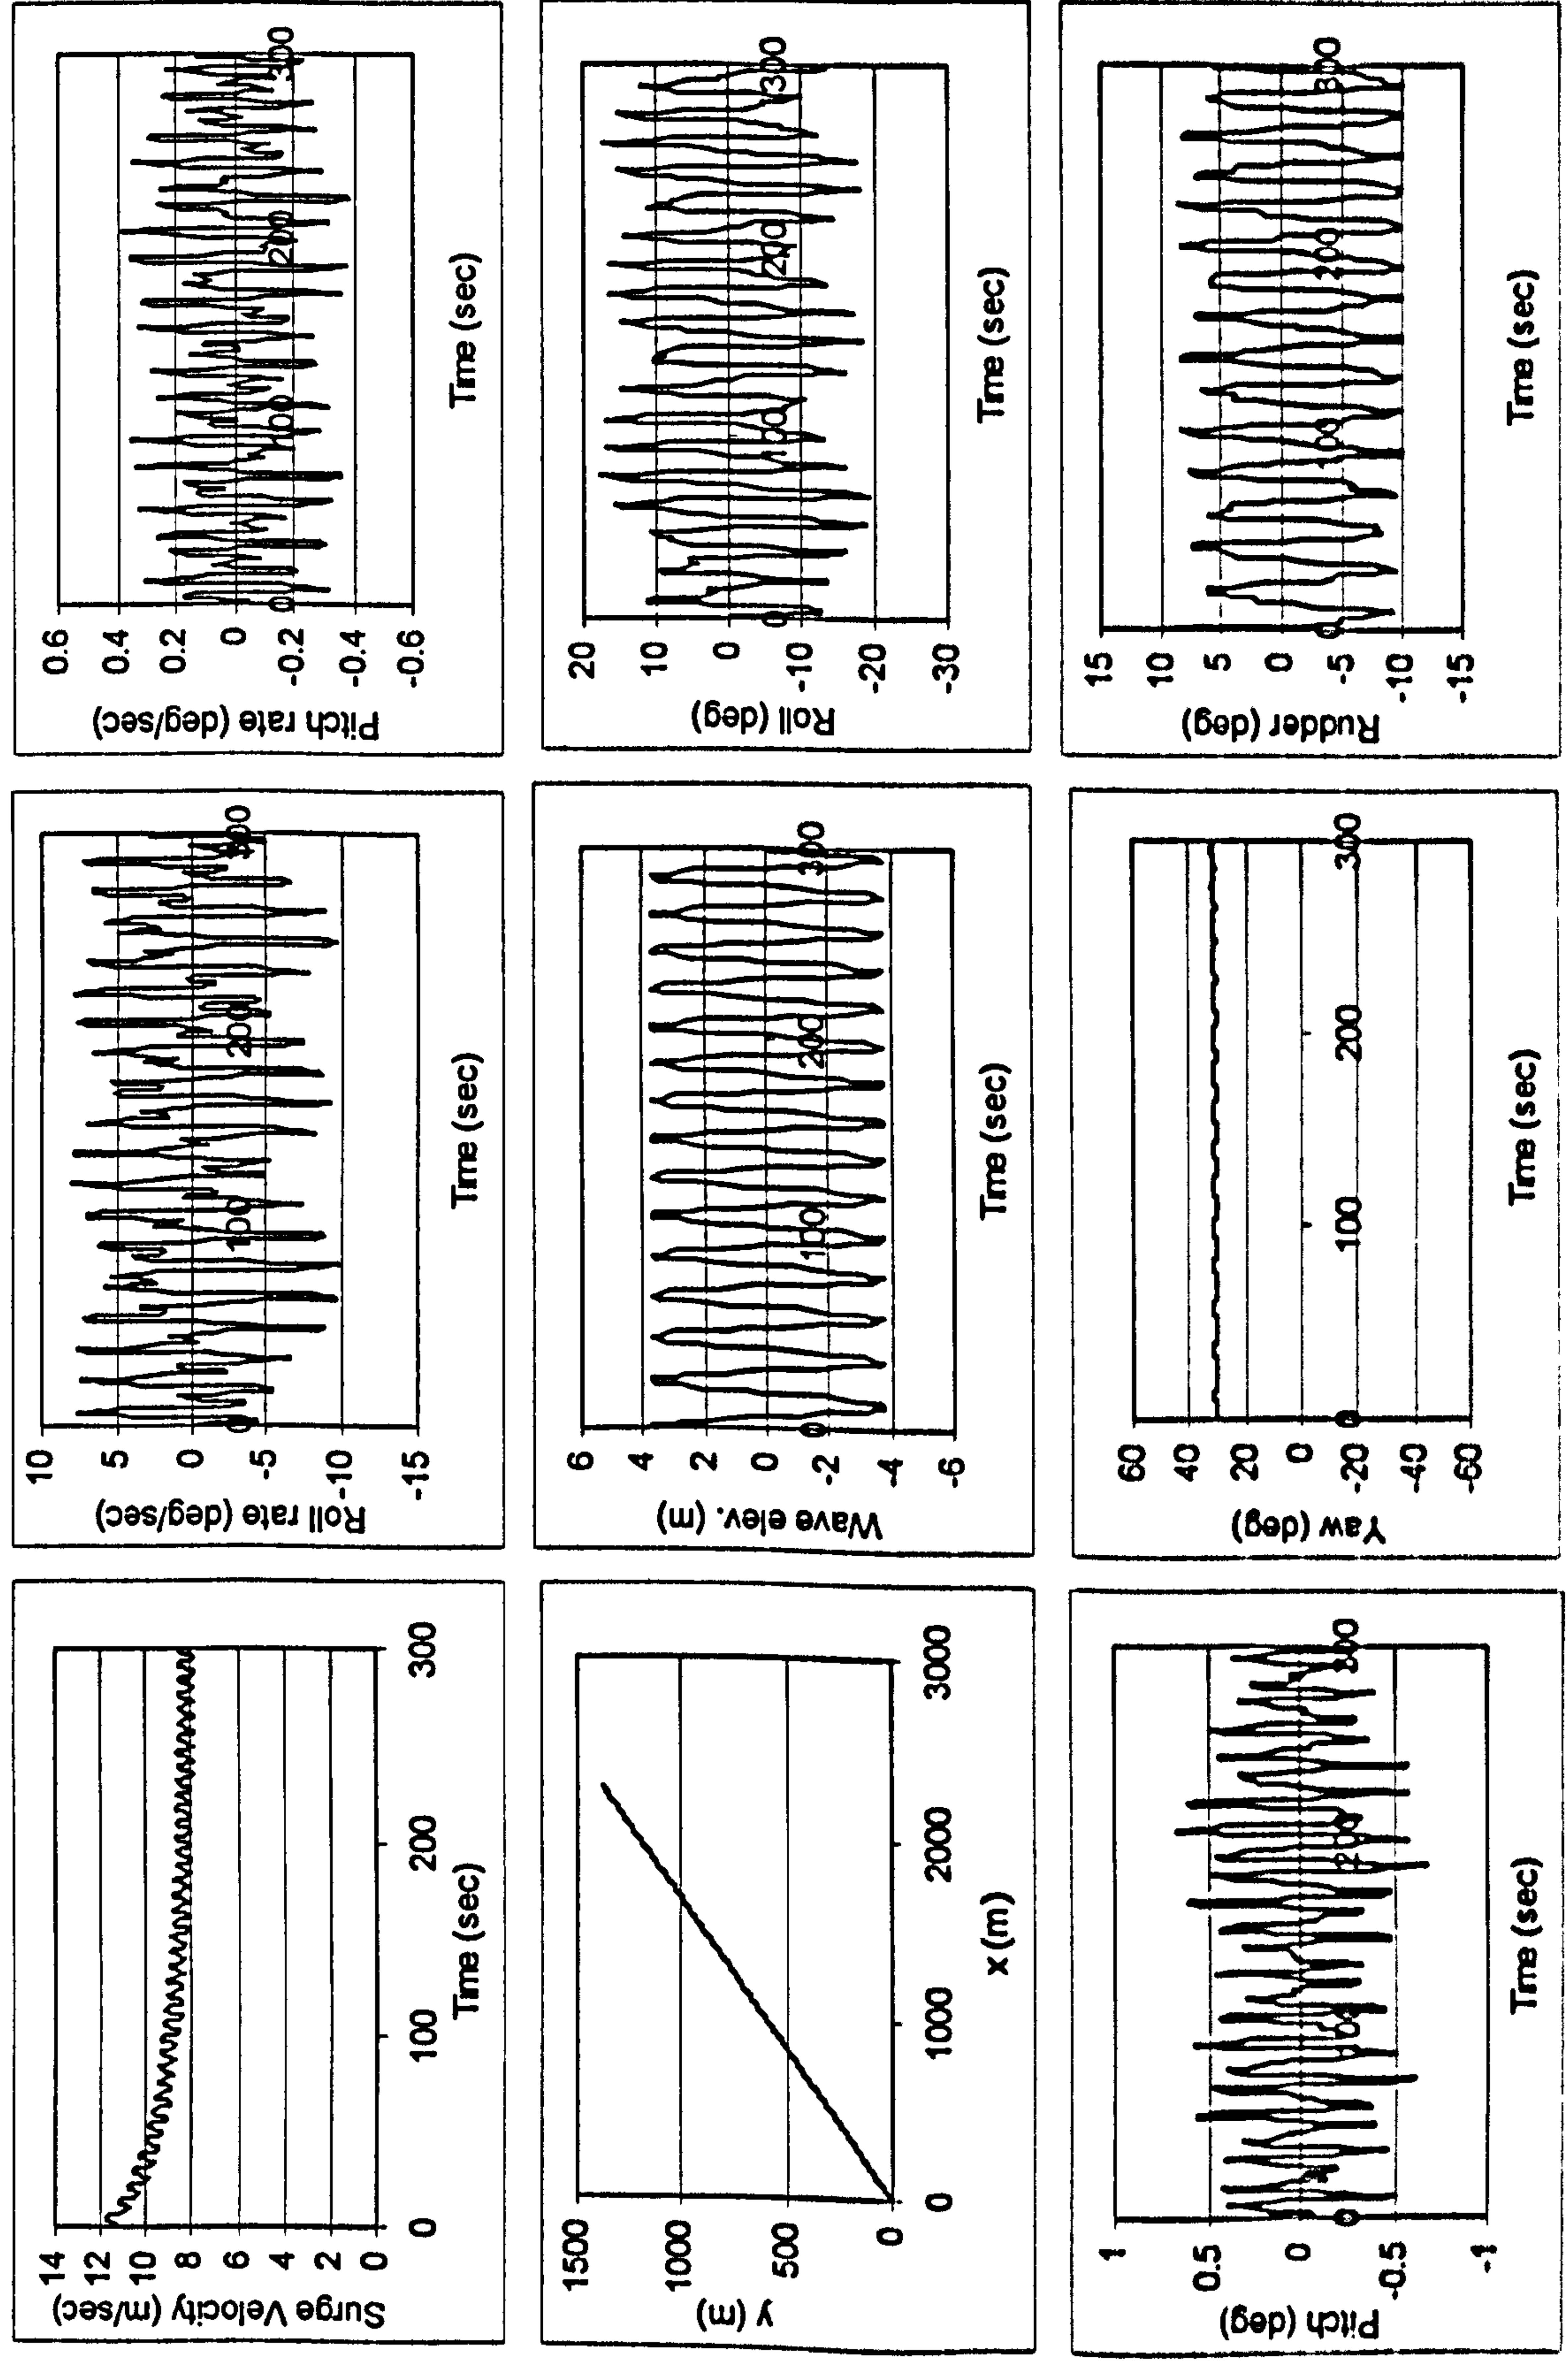 Surge Velocity (m/sec)
14
12
10
8
6
4
2
0
0 100 200 300
Time (sec)
Roll rate (deg/sec)
10
5
0
-5
-10
-15
0 100 200 300
Time (sec)
Pitch rate (deg/sec)
0.6
0.4
0.2
0
-0.2
-0.4
-0.6
0 100 200 300
Time (sec)
y (m)
1500
1000
500
0
0 1000 2000 3000
x (m)
Wave elev. (m)
6
4
2
0
-2
-4
-6
0 100 200 300
Time (sec)
Roll (deg)
20
10
0
-10
-20
-30
0 100 200 300
Time (sec)
Pitch (deg)
1
0.5
0
-0.5
-1
0 100 200 300
Time (sec)
Yaw (deg)
60
40
20
0
-20
-40
-60
0 100 200 300
Time (sec)
Rudder (deg)
15
10
5
0
-5
-10
-15
0 100 200 300
Time (sec)